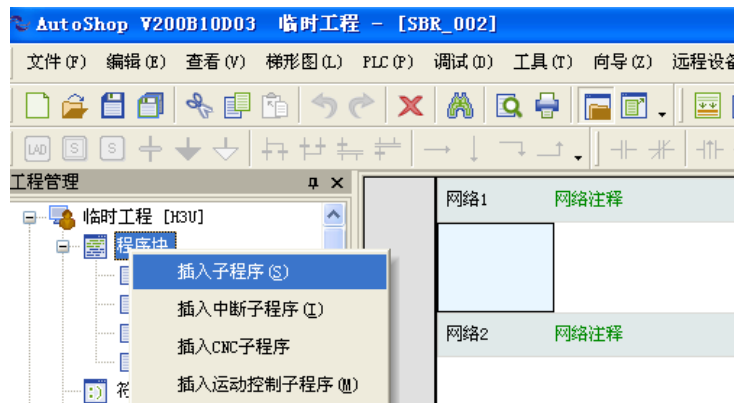 AutoShop V200B10D03 临时工程 - [SBR_002]
文件(F) 编辑(E) 查看(V) 梯形图(L) PLC(P) 调试(D) 工具(T) 向导(Z) 远程设备
LAD S S
工程管理
网络1 网络注释
临时工程 [H3U]
程序块
插入子程序(S)
插入中断子程序(I)
网络2 网络注释
插入CNC子程序
插入运动控制子程序(M)
符